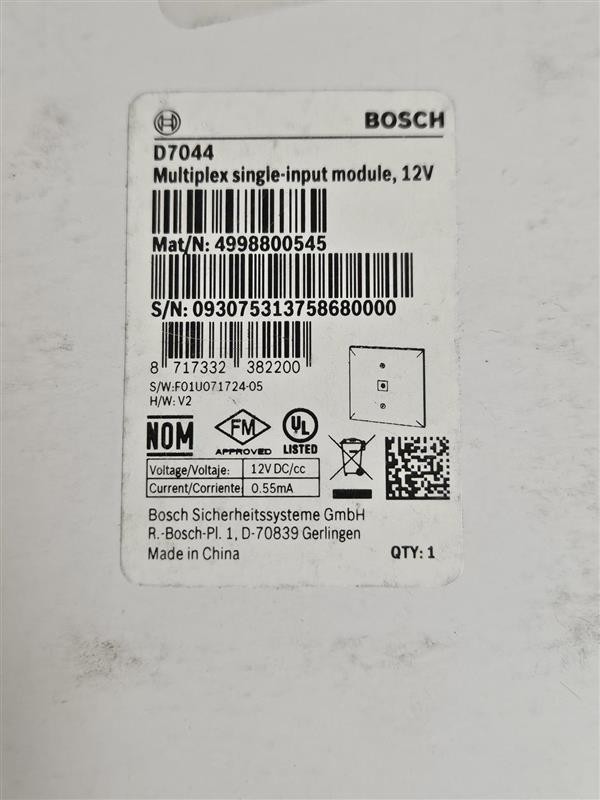 BOSCH
D7044
Multiplex single-input module, 12V
Mat/N: 4998800545
S/N: 093075313758680000
8 717332 382200
S/W:F01U071724-05
H/W: V2
NOM
FM
APPROVED
UL
LISTED
Voltage/Voltaje: 12V DC/cc
Current/Corriente: 0.55mA
Bosch Sicherheitssysteme GmbH
R.-Bosch-Pl. 1, D-70839 Gerlingen
Made in China
QTY: 1